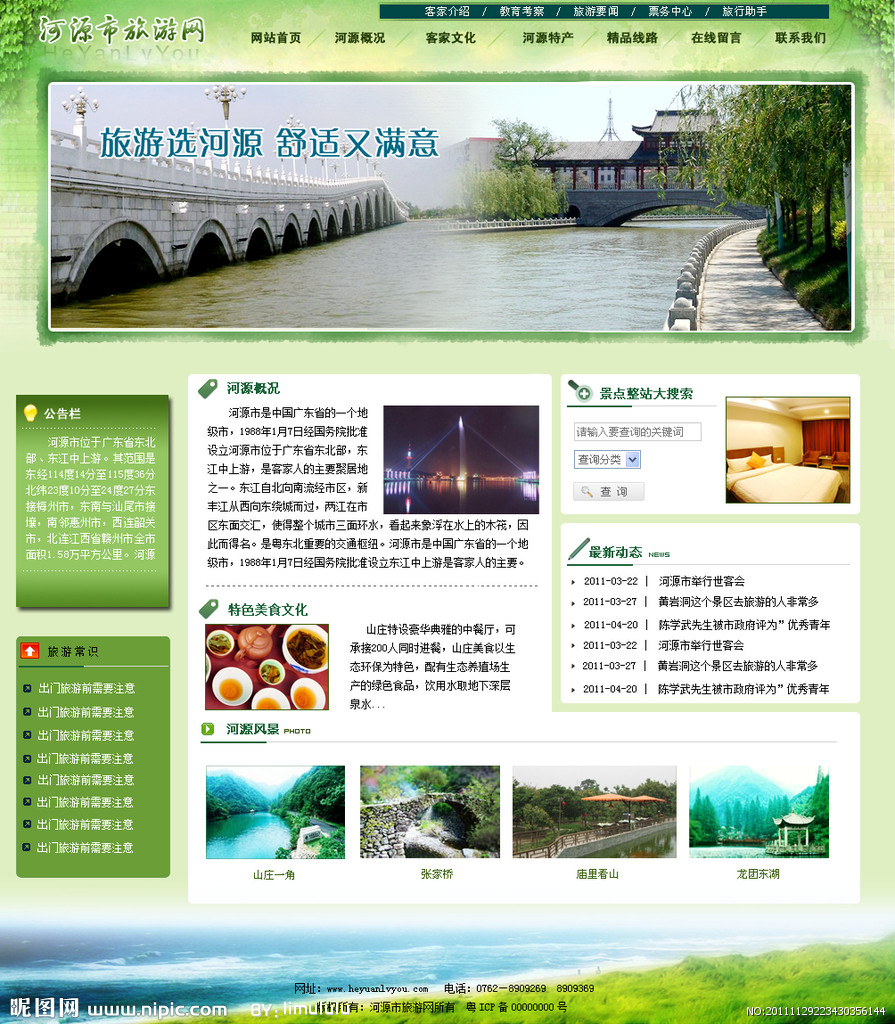 客家介绍 / 教育考察 / 旅游要闻 / 票务中心 / 旅行助手
河源市旅游网
HeYanLvYou
网站首页 河源概况 客家文化 河源特产 精品线路 在线留言 联系我们
旅游选河源 舒适又满意
公告栏
河源市位于广东省东北
部、东江中上游。其范围是
东经114度14分至115度36分
北纬23度10分至24度27分东
接梅州市，东南与汕尾市接
壤，南邻惠州市，西连韶关
市，北连江西省赣州市全市
面积1.58万平方公里。河源
旅游常识
出门旅游前需要注意
出门旅游前需要注意
出门旅游前需要注意
出门旅游前需要注意
出门旅游前需要注意
出门旅游前需要注意
出门旅游前需要注意
出门旅游前需要注意
河源概况
河源市是中国广东省的一个地
级市，1988年1月7日经国务院批准
设立河源市位于广东省东北部，东
江中上游，是客家人的主要聚居地
之一。东江自北向南流经市区，新
丰江从西向东绕城而过，两江在市
区东面交汇，使得整个城市三面环水，看起来象浮在水上的木筏，因
此而得名。是粤东北重要的交通枢纽。河源市是中国广东省的一个地
级市，1988年1月7日经国务院批准设立东江中上游是客家人的主要。
特色美食文化
山庄特设豪华典雅的中餐厅，可
承接200人同时进餐，山庄美食以生
态环保为特色，配有生态养殖场生
产的绿色食品，饮用水取地下深层
泉水...
景点整站大搜索
请输入要查询的关键词
查询分类
查 询
最新动态 NEWS
2011-03-22 | 河源市举行世客会
2011-03-27 | 黄岩洞这个景区去旅游的人非常多
2011-04-20 | 陈学武先生被市政府评为”优秀青年
2011-03-22 | 河源市举行世客会
2011-03-27 | 黄岩洞这个景区去旅游的人非常多
2011-04-20 | 陈学武先生被市政府评为”优秀青年
河源风景 PHOTO
山庄一角 张家桥 庙里看山 龙团东湖
网址：www.heyuanlvyou.com 电话：0762－8909269 8909369
版权所有：河源市旅游网所有 粤ICP备00000000号
昵图网 www.nipic.com BY:limufufu
NO:20111129223430356144